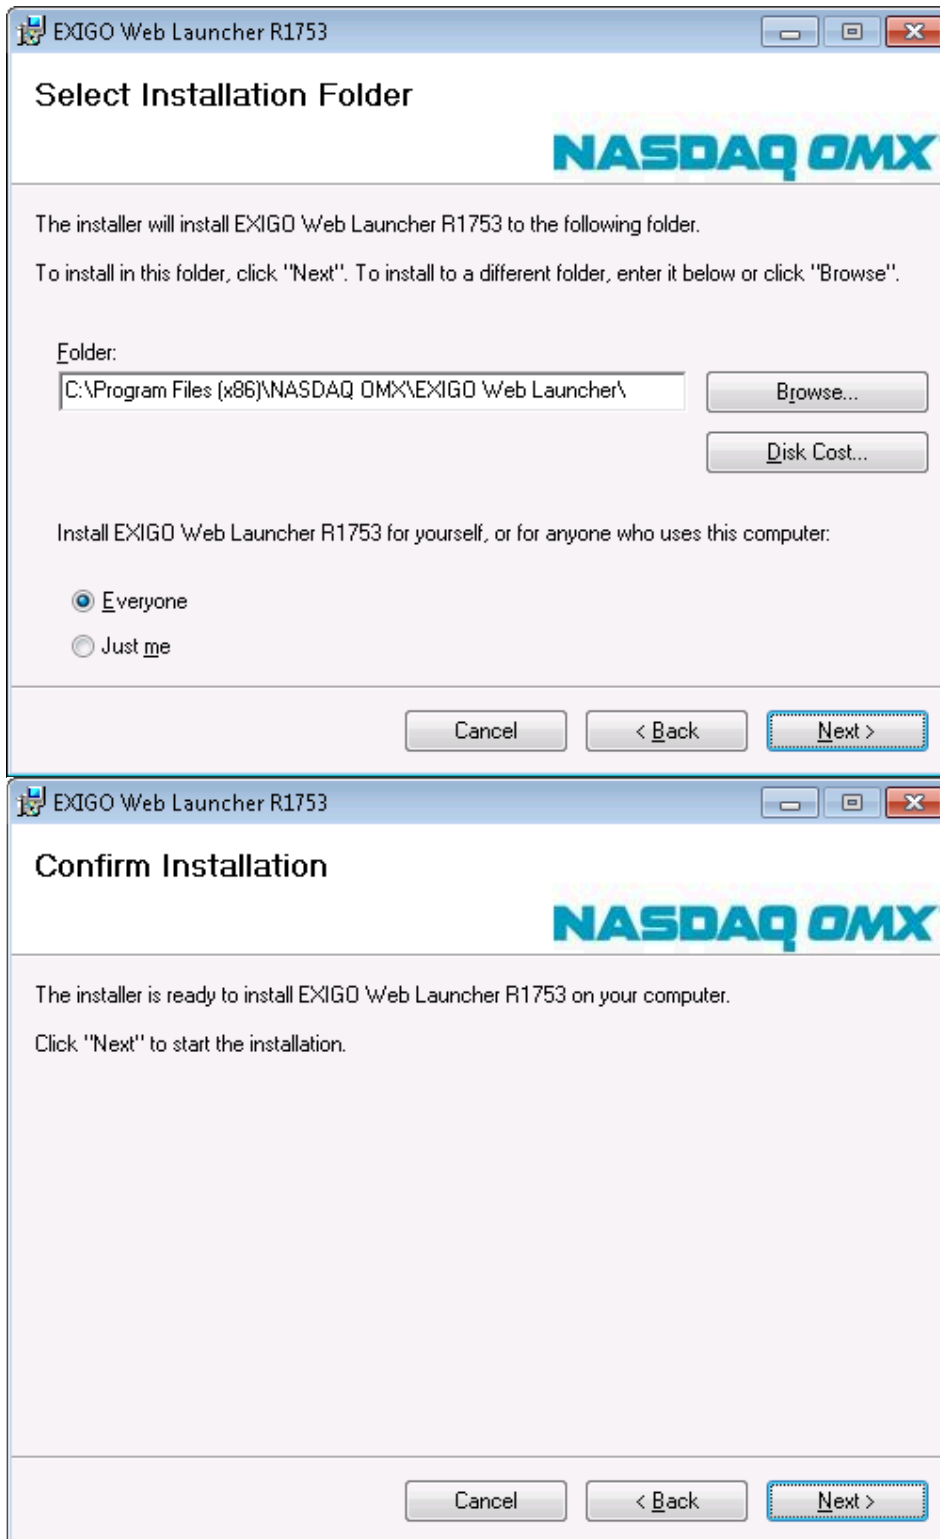 EXIGO Web Launcher R1753
Select Installation Folder
NASDAQ OMX
The installer will install EXIGO Web Launcher R1753 to the following folder.
To install in this folder, click "Next". To install to a different folder, enter it below or click "Browse".
Folder:
C:\Program Files (x86)\NASDAQ OMX\EXIGO Web Launcher\
Browse...
Disk Cost...
Install EXIGO Web Launcher R1753 for yourself, or for anyone who uses this computer:
Everyone
Just me
Cancel < Back Next >
EXIGO Web Launcher R1753
Confirm Installation
NASDAQ OMX
The installer is ready to install EXIGO Web Launcher R1753 on your computer.
Click "Next" to start the installation.
Cancel < Back Next >